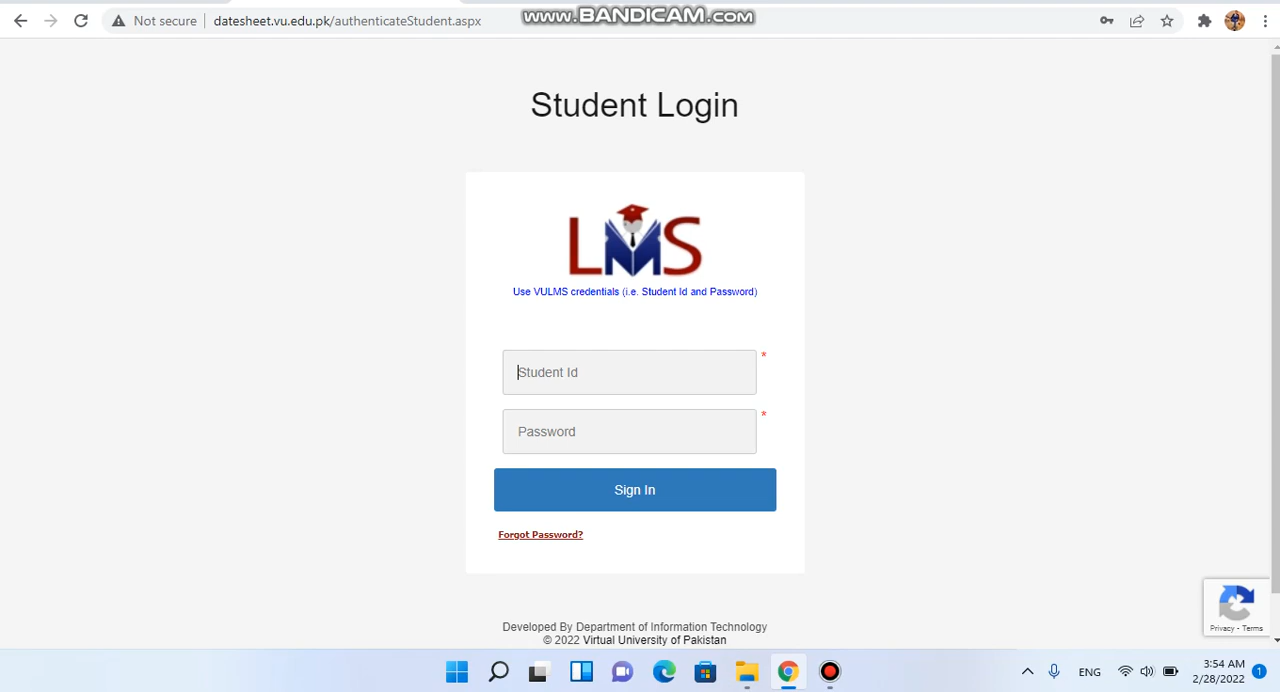 Not secure
datesheet.vu.edu.pk/authenticateStudent.aspx
www.BANDICAM.com
Student Login
LMS
Use VULMS credentials (i.e. Student Id and Password)
Student Id
*
Password
*
Sign In
Forgot Password?
Privacy - Terms
Developed By Department of Information Technology
© 2022 Virtual University of Pakistan
ENG
3:54 AM
2/28/2022
1